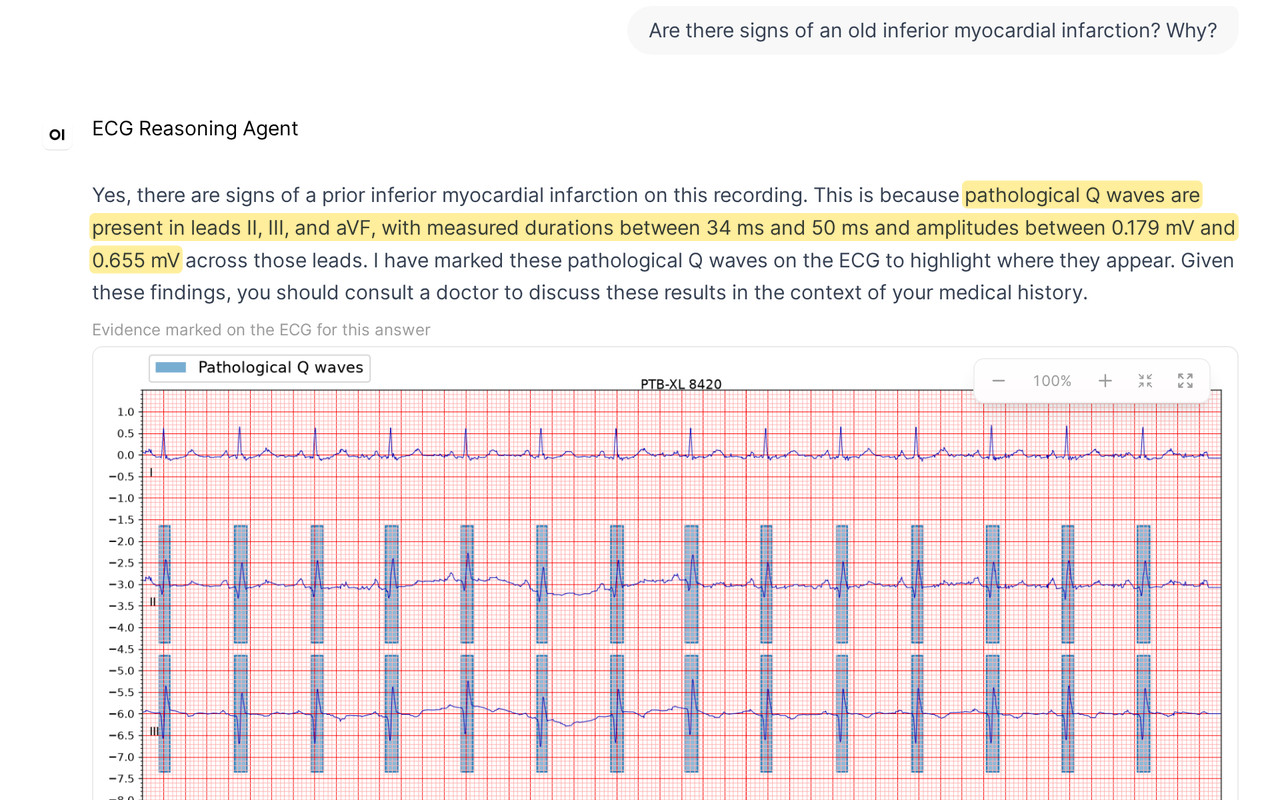 Are there signs of an old inferior myocardial infarction? Why?
OI
ECG Reasoning Agent
Yes, there are signs of a prior inferior myocardial infarction on this recording. This is because pathological Q waves are
present in leads II, III, and aVF, with measured durations between 34 ms and 50 ms and amplitudes between 0.179 mV and
0.655 mV across those leads. I have marked these pathological Q waves on the ECG to highlight where they appear. Given
these findings, you should consult a doctor to discuss these results in the context of your medical history.
Evidence marked on the ECG for this answer
Pathological Q waves
PTB-XL 8420
− 100% +
1.0
0.5
0.0
−0.5
I
−1.0
−1.5
−2.0
−2.5
−3.0
−3.5
II
−4.0
−4.5
−5.0
−5.5
−6.0
−6.5
III
−7.0
−7.5
−8.0